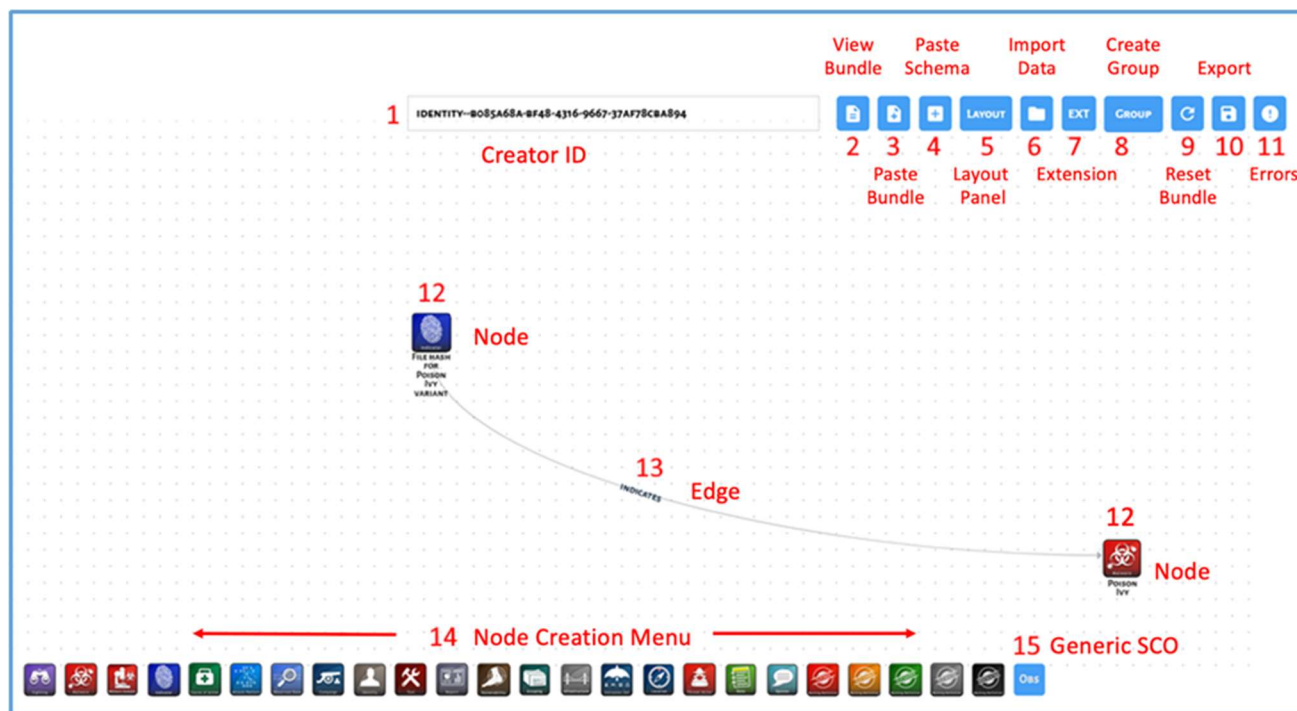 View Paste Import Create
Bundle Schema Data Group Export
1 IDENTITY--B085A68A-BF48-4316-9667-37AF78CBA894 LAYOUT EXT GROUP
Creator ID 2 3 4 5 6 7 8 9 10 11
Paste Layout Extension Reset Errors
Bundle Panel Bundle
12
Node
FILE HASH
FOR
POISON
IVY
VARIANT
13
INDICATES Edge
12
Node
POISON
IVY
14 Node Creation Menu 15 Generic SCO
OBS